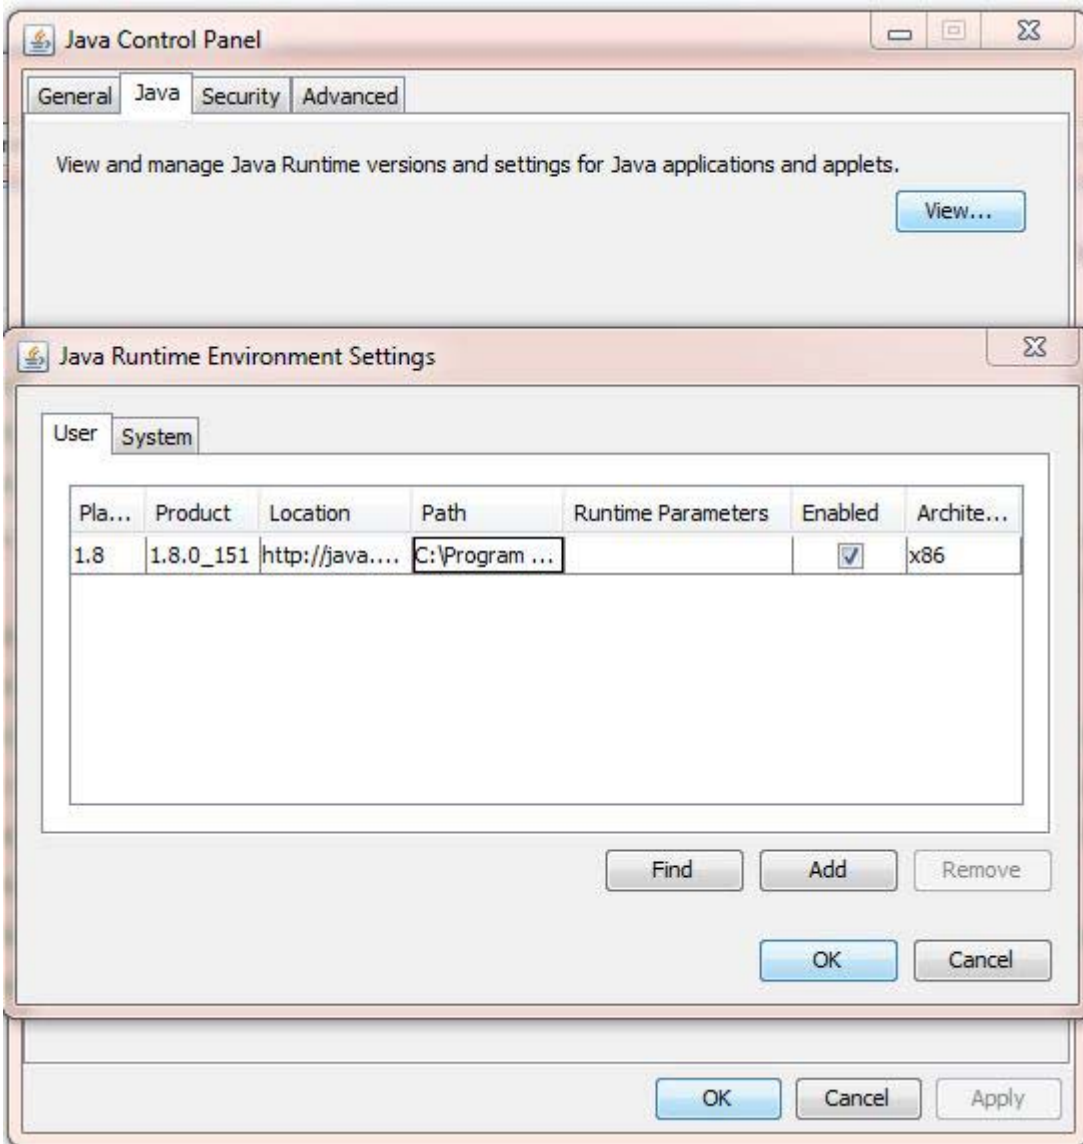 Java Control Panel
General Java Security Advanced
View and manage Java Runtime versions and settings for Java applications and applets.
View...
Java Runtime Environment Settings
User System
Pla... Product Location Path Runtime Parameters Enabled Archite...
1.8 1.8.0_151 http://java.... C:\Program ... x86
Find Add Remove
OK Cancel
OK Cancel Apply